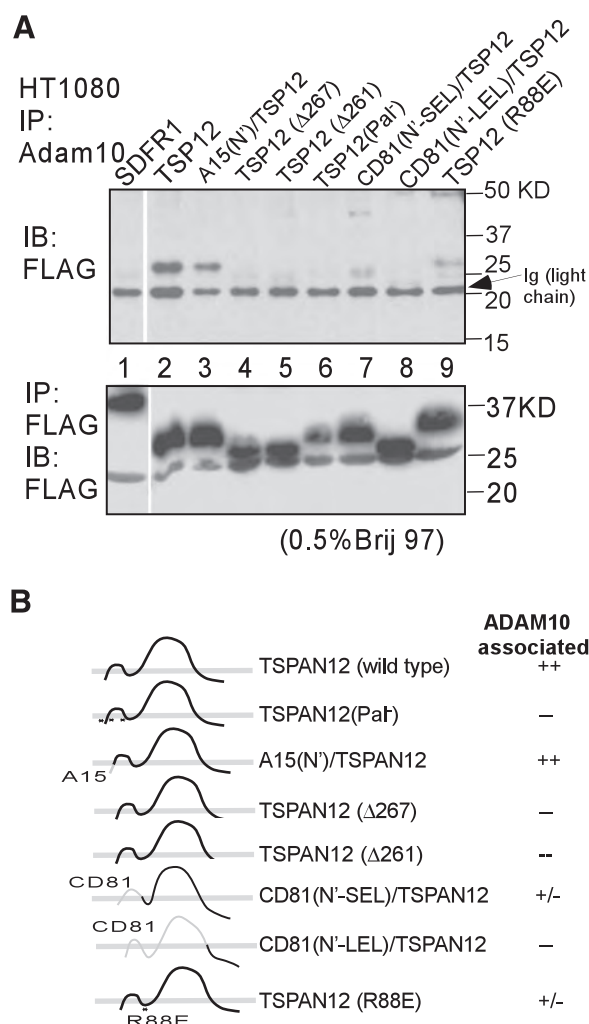 A
HT1080
IP:
Adam10
SDFR1
TSP12
A15(N')/TSP12
TSP12 (Δ267)
TSP12 (Δ261)
TSP12(Pal-)
CD81(N'-SEL)/TSP12
CD81(N'-LEL)/TSP12
TSP12 (R88E)
IB:
FLAG
50 KD
37
25
20
15
Ig (light
chain)
1 2 3 4 5 6 7 8 9
IP:
FLAG
IB:
FLAG
37KD
25
20
(0.5%Brij 97)
B
ADAM10
associated
TSPAN12 (wild type) ++
TSPAN12(Pal-) –
A15
A15(N')/TSPAN12 ++
TSPAN12 (Δ267) –
TSPAN12 (Δ261) --
CD81
CD81(N'-SEL)/TSPAN12 +/-
CD81
CD81(N'-LEL)/TSPAN12 –
TSPAN12 (R88E) +/-
R88E